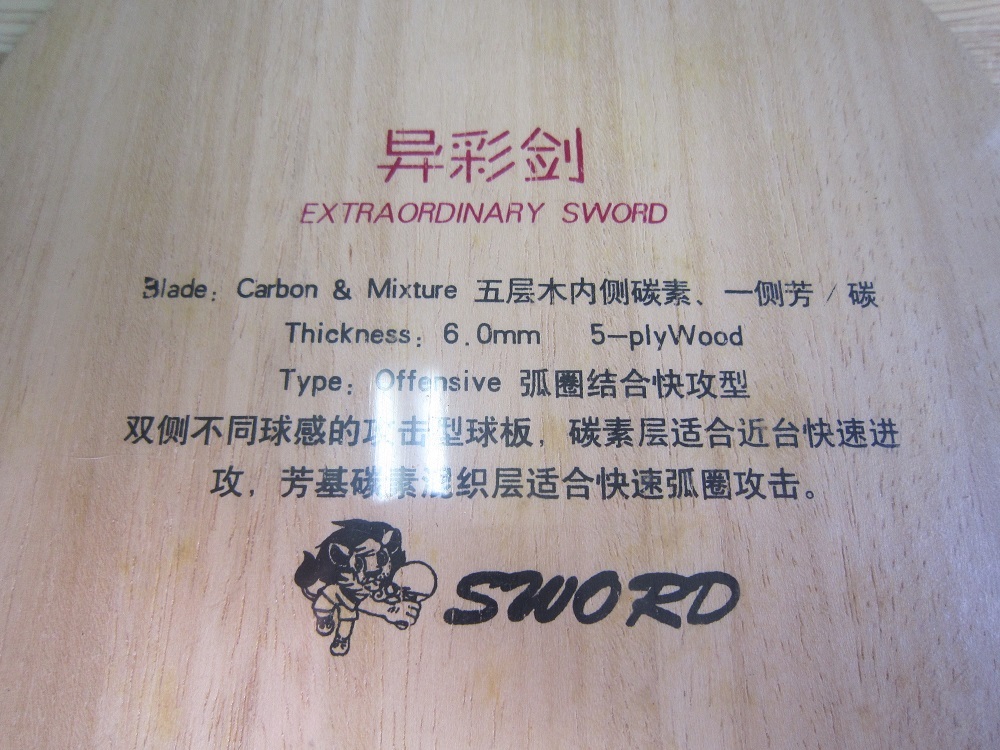 异彩剑
EXTRAORDINARY SWORD
Blade: Carbon & Mixture 五层木内侧碳素、一侧芳/碳
Thickness: 6.0mm 5-plyWood
Type: Offensive 弧圈结合快攻型
双侧不同球感的攻击型球板，碳素层适合近台快速进
攻，芳基碳素混织层适合快速弧圈攻击。
SWORD